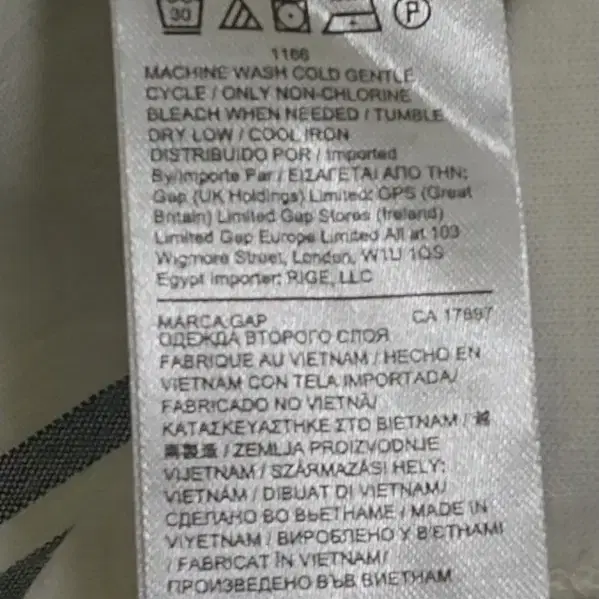 30
P
1166
MACHINE WASH COLD GENTLE
CYCLE / ONLY NON-CHLORINE
BLEACH WHEN NEEDED / TUMBLE
DRY LOW / COOL IRON
DISTRIBUIDO POR / Imported
By/Importe Par / ΕΙΣΑΓΕΤΑΙ ΑΠΟ ΤΗΝ:
Gap (UK Holdings) Limited: GPS (Great
Britain) Limited Gap Stores (Ireland)
Limited Gap Europe Limited All at 103
Wigmore Street, London, W1U 1QS
Egypt Importer: RIGE, LLC
MARCA:GAP CA 17897
ОДЕЖДА ВТОРОГО СЛОЯ
FABRIQUE AU VIETNAM / HECHO EN
VIETNAM CON TELA IMPORTADA/
FABRICADO NO VIETNÃ/
ΚΑΤΑΣΚΕΥΑΣΤΗΚΕ ΣΤΟ ΒΙΕΤΝΑΜ / 越
南製造 / ZEMLJA PROIZVODNJE
VIJETNAM / SZÁRMAZÁSI HELY:
VIETNÁM / DIBUAT DI VIETNAM/
СДЕЛАНО ВО ВЬЕТНАМЕ / MADE IN
VIYETNAM / ВИРОБЛЕНО У В'ЄТНАМІ
/ FABRICAT ÎN VIETNAM/
ПРОИЗВЕДЕНО ВЪВ ВИЕТНАМ